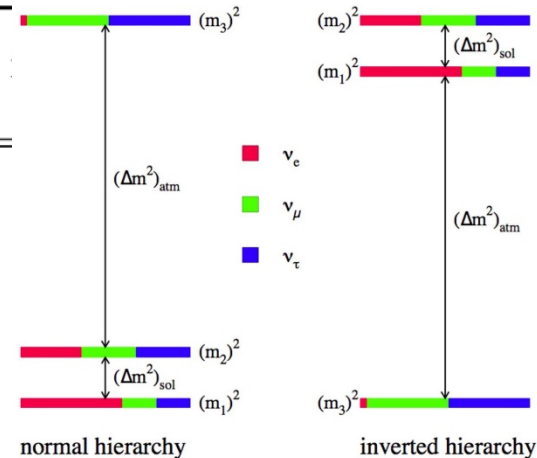 (m₃)²
(Δm²)atm
(m₂)²
(Δm²)sol
(m₁)²
normal hierarchy
νe
νμ
ντ
(m₂)²
(Δm²)sol
(m₁)²
(Δm²)atm
(m₃)²
inverted hierarchy